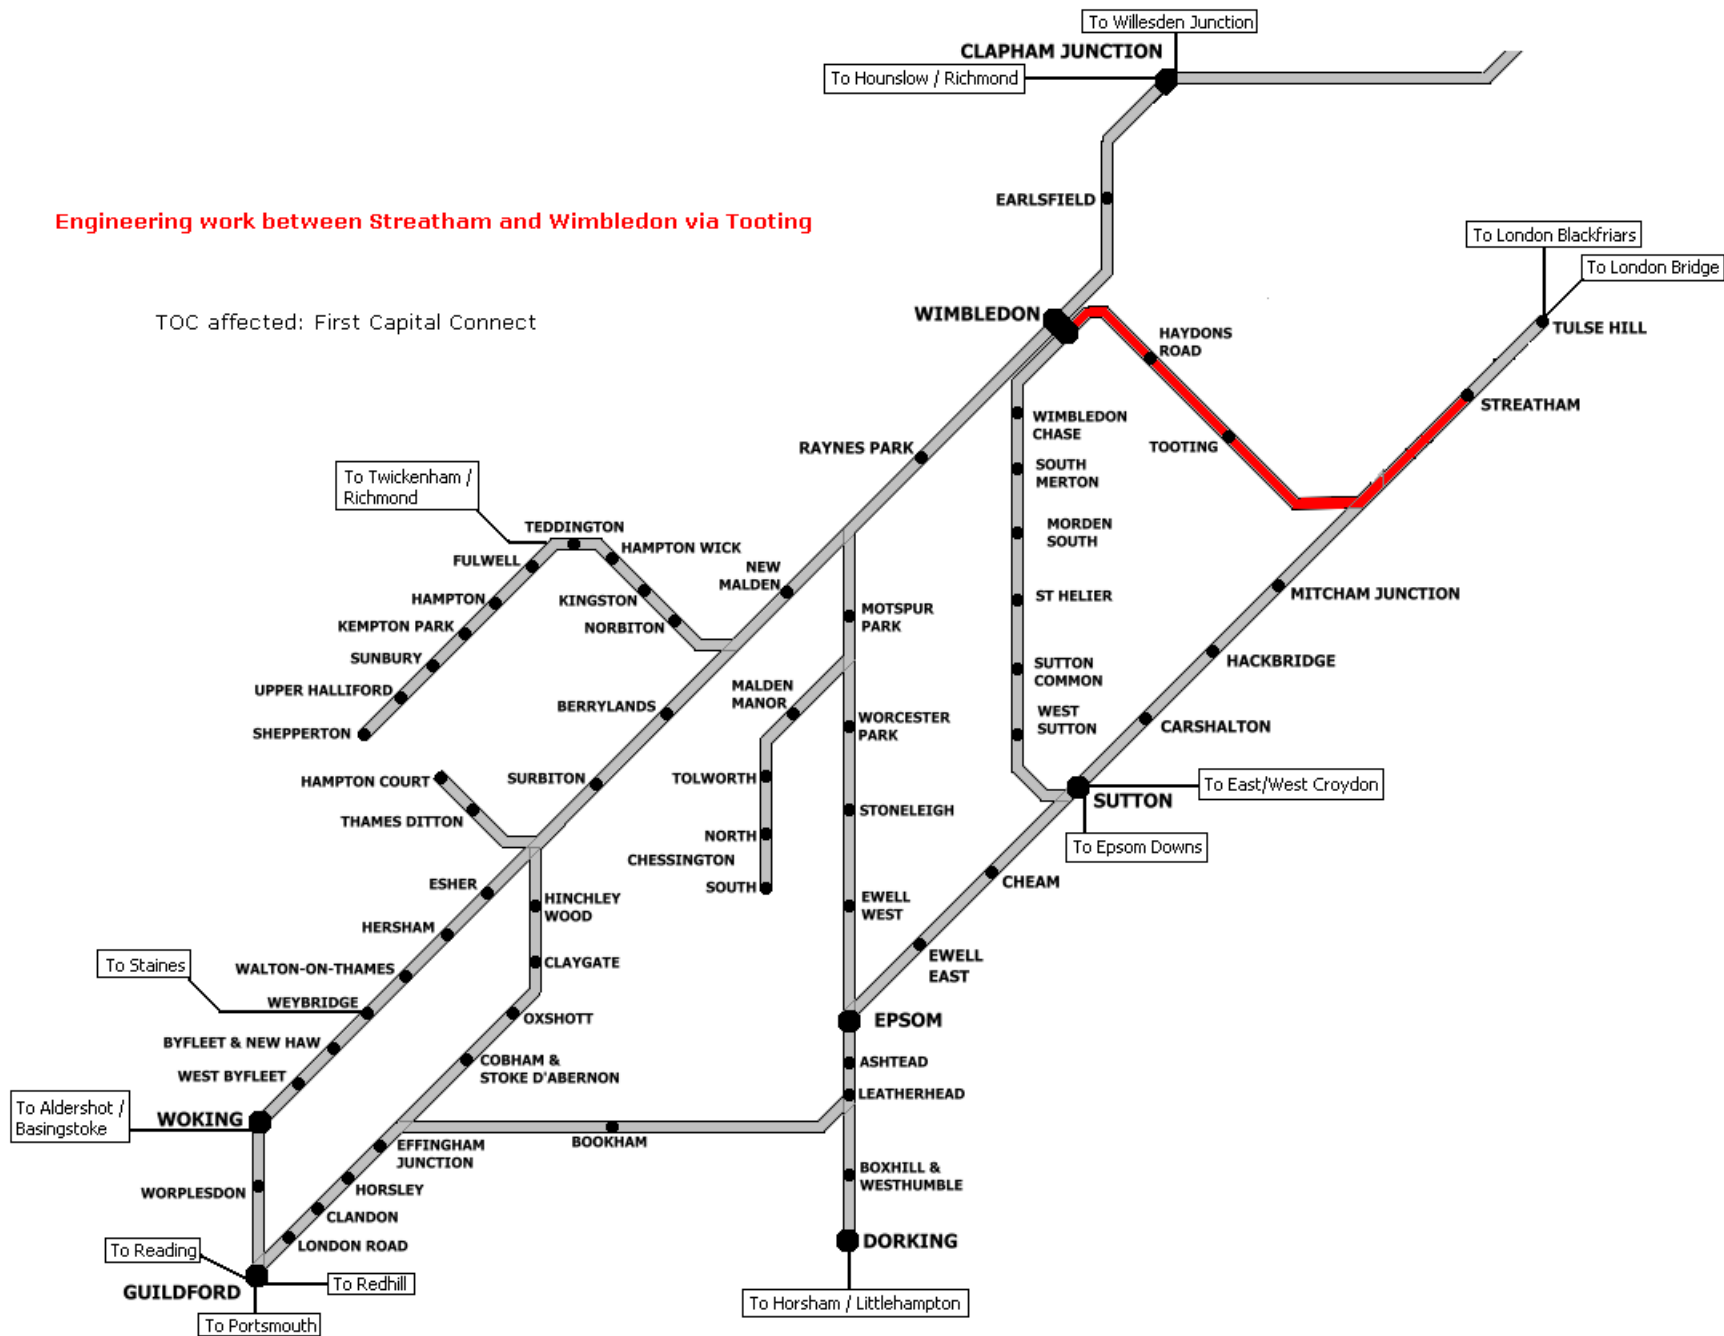 To Willesden Junction
CLAPHAM JUNCTION
To Hounslow / Richmond
EARLSFIELD
Engineering work between Streatham and Wimbledon via Tooting
To London Blackfriars
To London Bridge
TOC affected: First Capital Connect
WIMBLEDON
TULSE HILL
HAYDONS
ROAD
STREATHAM
WIMBLEDON
CHASE
TOOTING
RAYNES PARK
SOUTH
MERTON
To Twickenham /
Richmond
TEDDINGTON
MORDEN
SOUTH
HAMPTON WICK
FULWELL
NEW
MALDEN
HAMPTON
KINGSTON
ST HELIER
MITCHAM JUNCTION
MOTSPUR
PARK
KEMPTON PARK
NORBITON
SUNBURY
SUTTON
COMMON
HACKBRIDGE
UPPER HALLIFORD
MALDEN
MANOR
BERRYLANDS
WEST
SUTTON
WORCESTER
PARK
CARSHALTON
SHEPPERTON
HAMPTON COURT
SURBITON
TOLWORTH
To East/West Croydon
SUTTON
THAMES DITTON
STONELEIGH
NORTH
CHESSINGTON
SOUTH
To Epsom Downs
ESHER
CHEAM
HINCHLEY
WOOD
EWELL
WEST
HERSHAM
To Staines
WALTON-ON-THAMES
CLAYGATE
EWELL
EAST
WEYBRIDGE
OXSHOTT
EPSOM
BYFLEET & NEW HAW
COBHAM &
STOKE D'ABERNON
ASHTEAD
WEST BYFLEET
LEATHERHEAD
To Aldershot /
Basingstoke
WOKING
EFFINGHAM
JUNCTION
BOOKHAM
BOXHILL &
WESTHUMBLE
WORPLESDON
HORSLEY
CLANDON
LONDON ROAD
DORKING
To Reading
To Redhill
GUILDFORD
To Horsham / Littlehampton
To Portsmouth